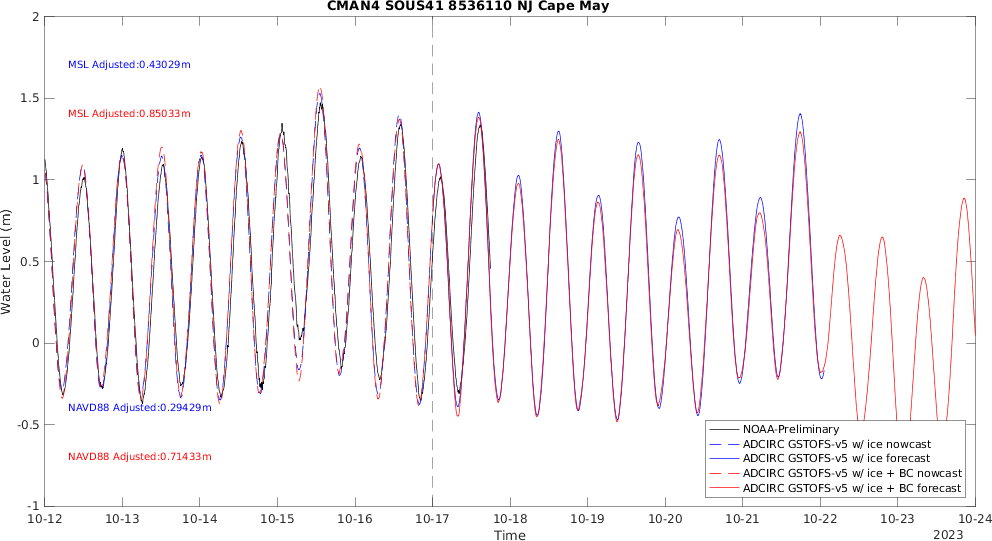 CMAN4 SOUS41 8536110 NJ Cape May
2
1.5
1
0.5
0
-0.5
-1
Water Level (m)
MSL Adjusted:0.43029m
MSL Adjusted:0.85033m
NAVD88 Adjusted:0.29429m
NAVD88 Adjusted:0.71433m
NOAA-Preliminary
ADCIRC GSTOFS-v5 w/ ice nowcast
ADCIRC GSTOFS-v5 w/ ice forecast
ADCIRC GSTOFS-v5 w/ ice + BC nowcast
ADCIRC GSTOFS-v5 w/ ice + BC forecast
10-12 10-13 10-14 10-15 10-16 10-17 10-18 10-19 10-20 10-21 10-22 10-23 10-24
Time
2023